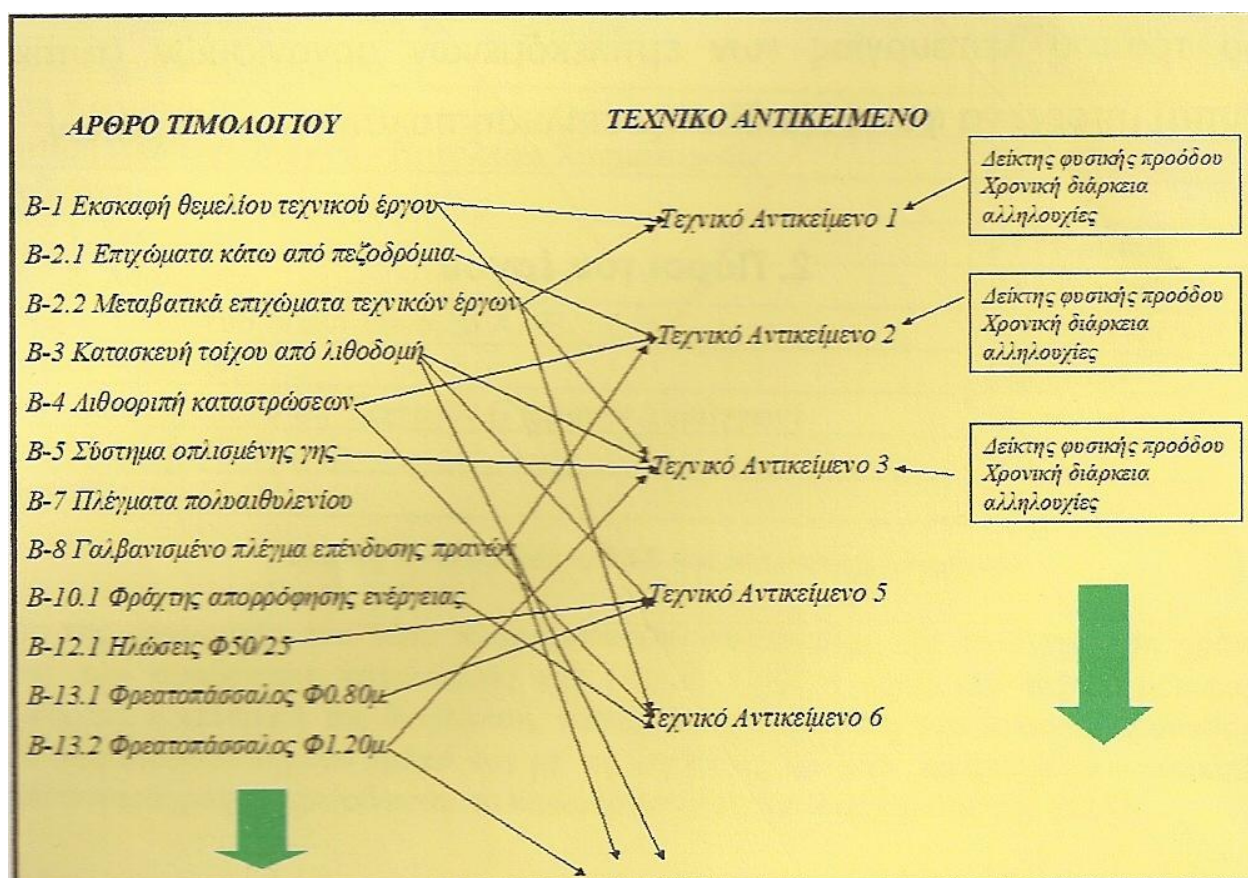 ΑΡΘΡΟ ΤΙΜΟΛΟΓΙΟΥ
Β-1 Εκσκαφή θεμελίου τεχνικού έργου
Β-2.1 Επιχώματα κάτω από πεζοδρόμια
Β-2.2 Μεταβατικά επιχώματα τεχνικών έργων
Β-3 Κατασκευή τοίχου από λιθοδομή
Β-4 Λιθοοριπή καταστρώσεων
Β-5 Σύστημα οπλισμένης γης
Β-7 Πλέγματα πολυαιθυλενίου
Β-8 Γαλβανισμένο πλέγμα επένδυσης πρανών
Β-10.1 Φράχτης απορρόφησης ενέργειας
Β-12.1 Ηλώσεις Φ50/25
Β-13.1 Φρεατοπάσσαλος Φ0.80μ
Β-13.2 Φρεατοπάσσαλος Φ1.20μ
ΤΕΧΝΙΚΟ ΑΝΤΙΚΕΙΜΕΝΟ
Τεχνικό Αντικείμενο 1
Τεχνικό Αντικείμενο 2
Τεχνικό Αντικείμενο 3
Τεχνικό Αντικείμενο 5
Τεχνικό Αντικείμενο 6
Δείκτης φυσικής προόδου
Χρονική διάρκεια
αλληλουχίες
Δείκτης φυσικής προόδου
Χρονική διάρκεια
αλληλουχίες
Δείκτης φυσικής προόδου
Χρονική διάρκεια
αλληλουχίες